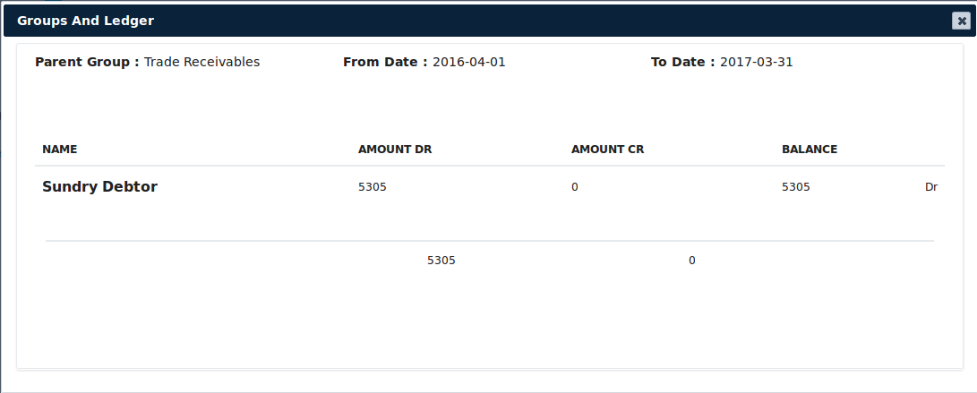 Groups And Ledger
Parent Group : Trade Receivables From Date : 2016-04-01 To Date : 2017-03-31
NAME AMOUNT DR AMOUNT CR BALANCE
Sundry Debtor 5305 0 5305 Dr
5305 0